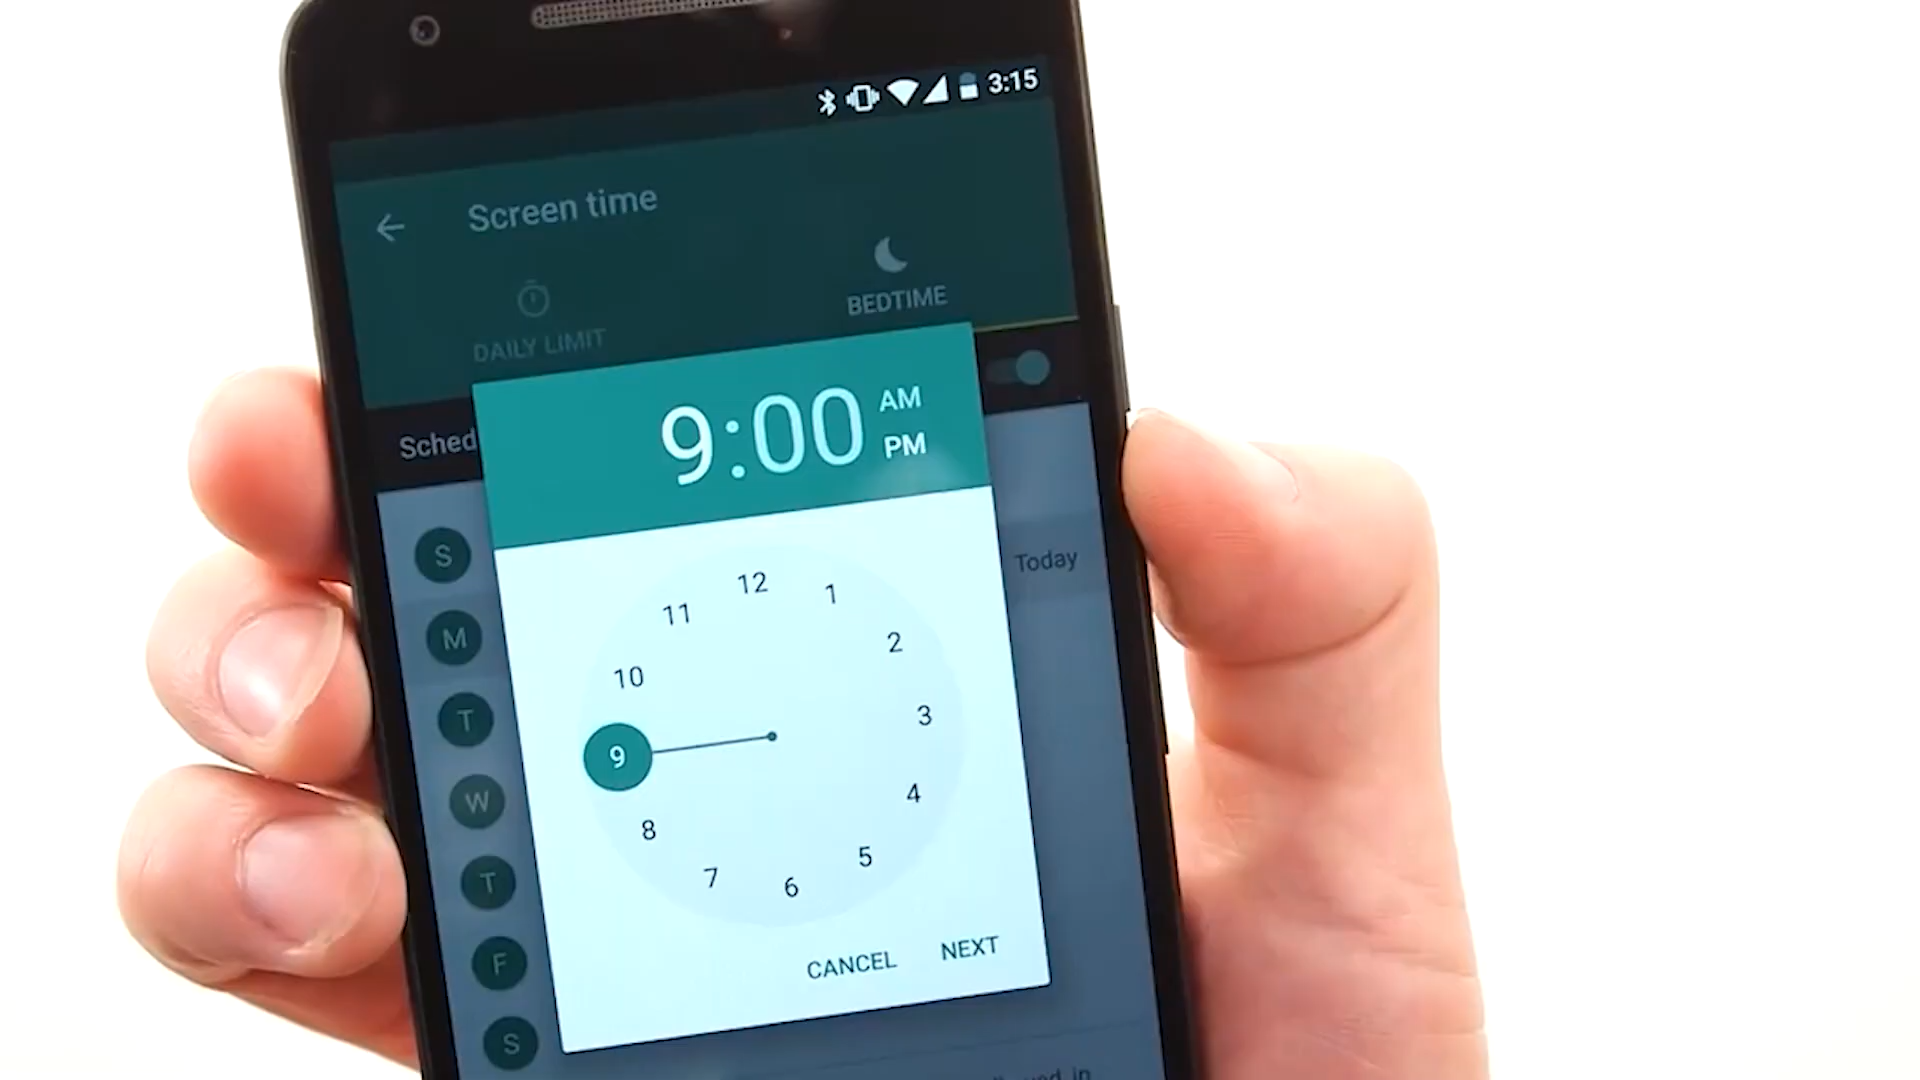 3:15
Screen time
DAILY LIMIT
BEDTIME
Sched
9:00
AM
PM
S
Today
M
T
W
T
F
S
12
1
2
3
4
5
6
7
8
9
10
11
CANCEL
NEXT
in